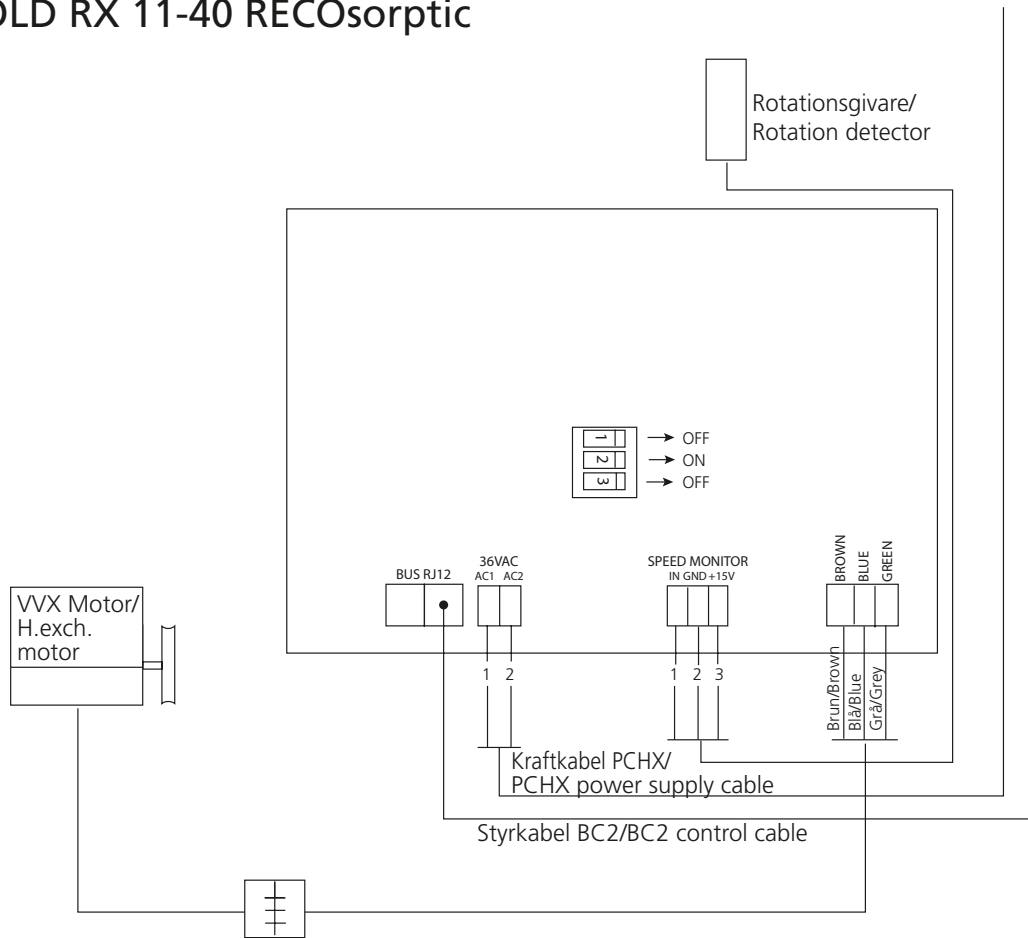 OLD RX 11-40 RECOsorptic
Rotationsgivare/
Rotation detector
1 OFF
2 ON
3 OFF
BUS RJ12
36VAC
AC1 AC2
SPEED MONITOR
IN GND +15V
BROWN
BLUE
GREEN
VVX Motor/
H.exch.
motor
1 2
1 2 3
Brun/Brown
Blå/Blue
Grå/Grey
Kraftkabel PCHX/
PCHX power supply cable
Styrkabel BC2/BC2 control cable